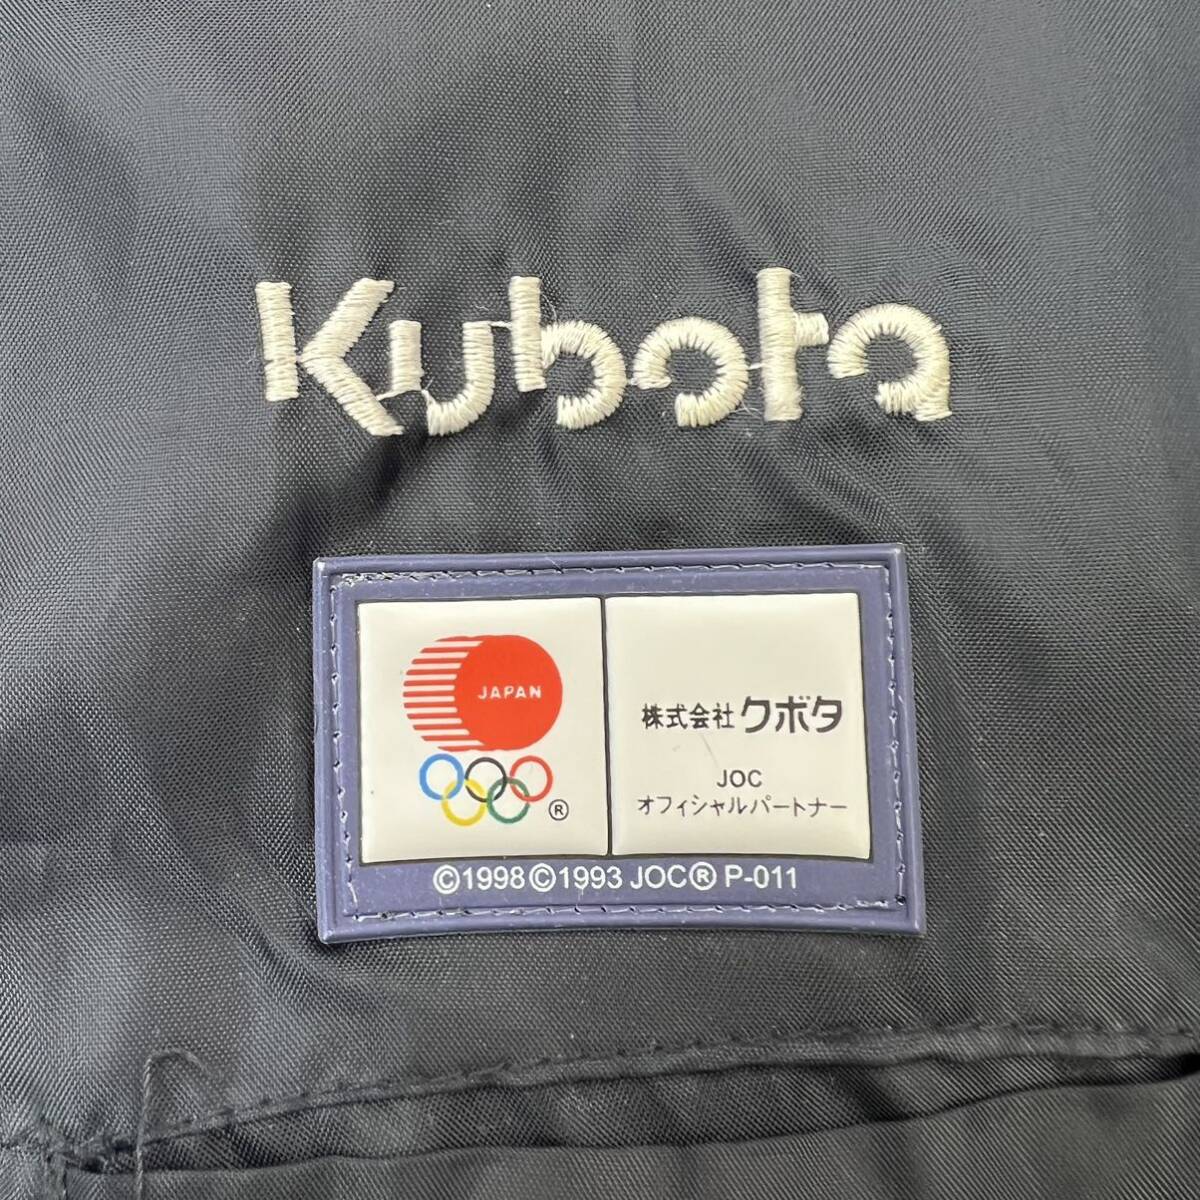 Kubota
JAPAN
®
株式会社クボタ
JOC
オフィシャルパートナー
©1998©1993 JOC® P-011